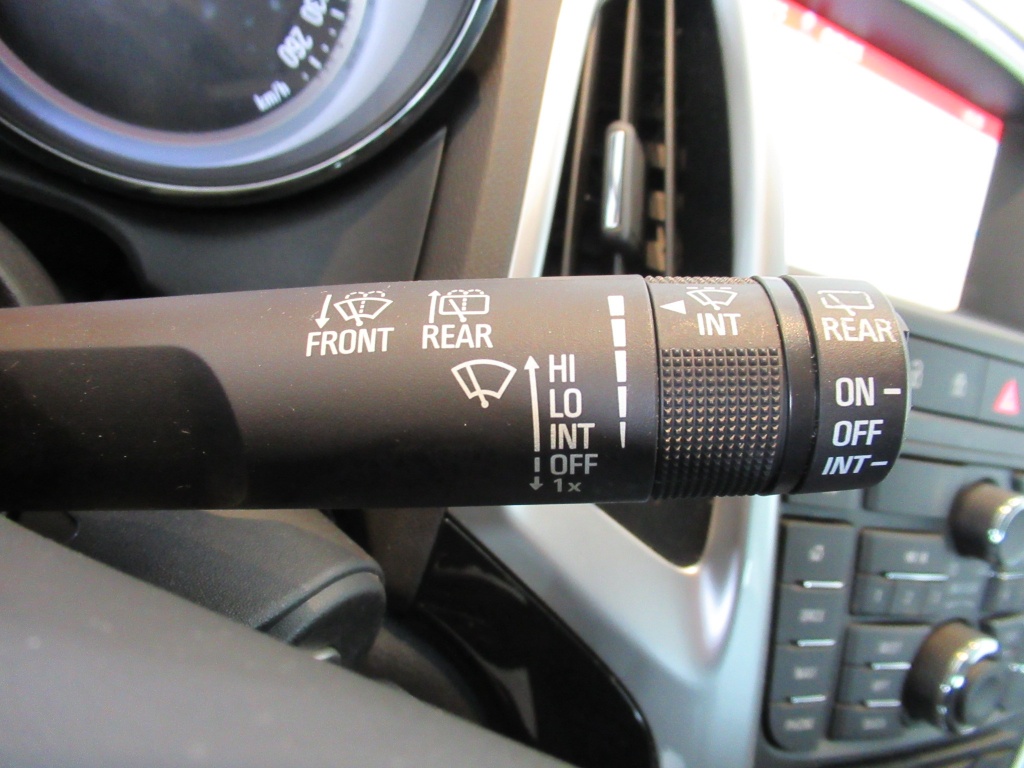 260
km/h
FRONT
REAR
HI
LO
INT
OFF
1x
INT
REAR
ON
OFF
INT